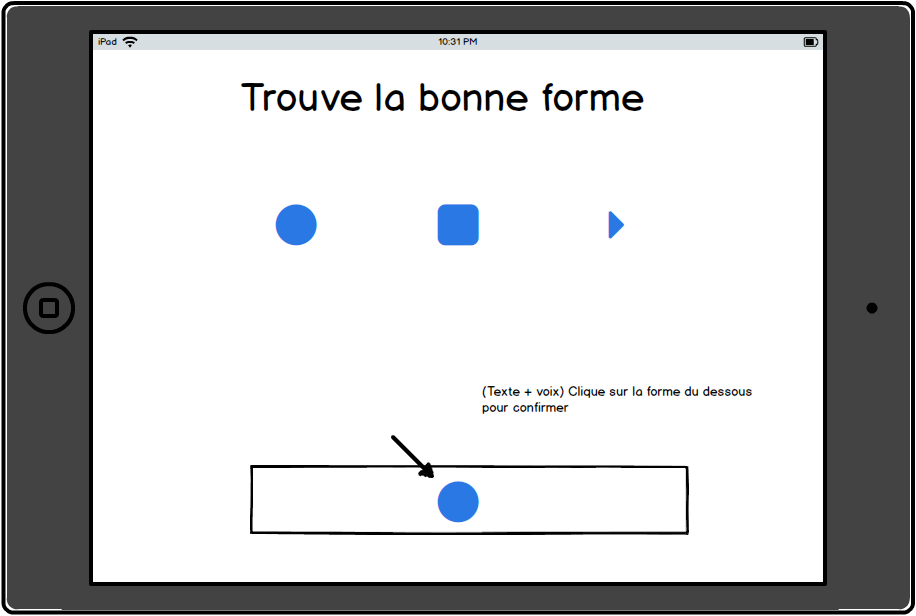 iPad
10:31 PM
Trouve la bonne forme
(Texte + voix) Clique sur la forme du dessous
pour confirmer